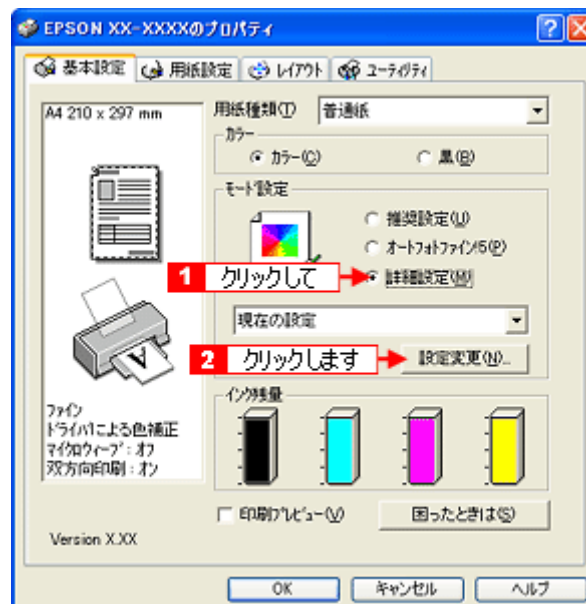 EPSON XX-XXXXのプロパティ
基本設定 用紙設定 レイアウト ユーティリティ
A4 210 x 297 mm
用紙種類(T) 普通紙
カラー
カラー(C) 黒(B)
モード設定
推奨設定(U)
オートフォトファイン!5(P)
1 クリックして 詳細設定(M)
現在の設定
2 クリックします 設定変更(N)...
インク残量
ファイン
ドライバによる色補正
マイクロウィーブ : オフ
双方向印刷 : オン
印刷プレビュー(V) 困ったときは(S)
Version X.XX
OK キャンセル ヘルプ